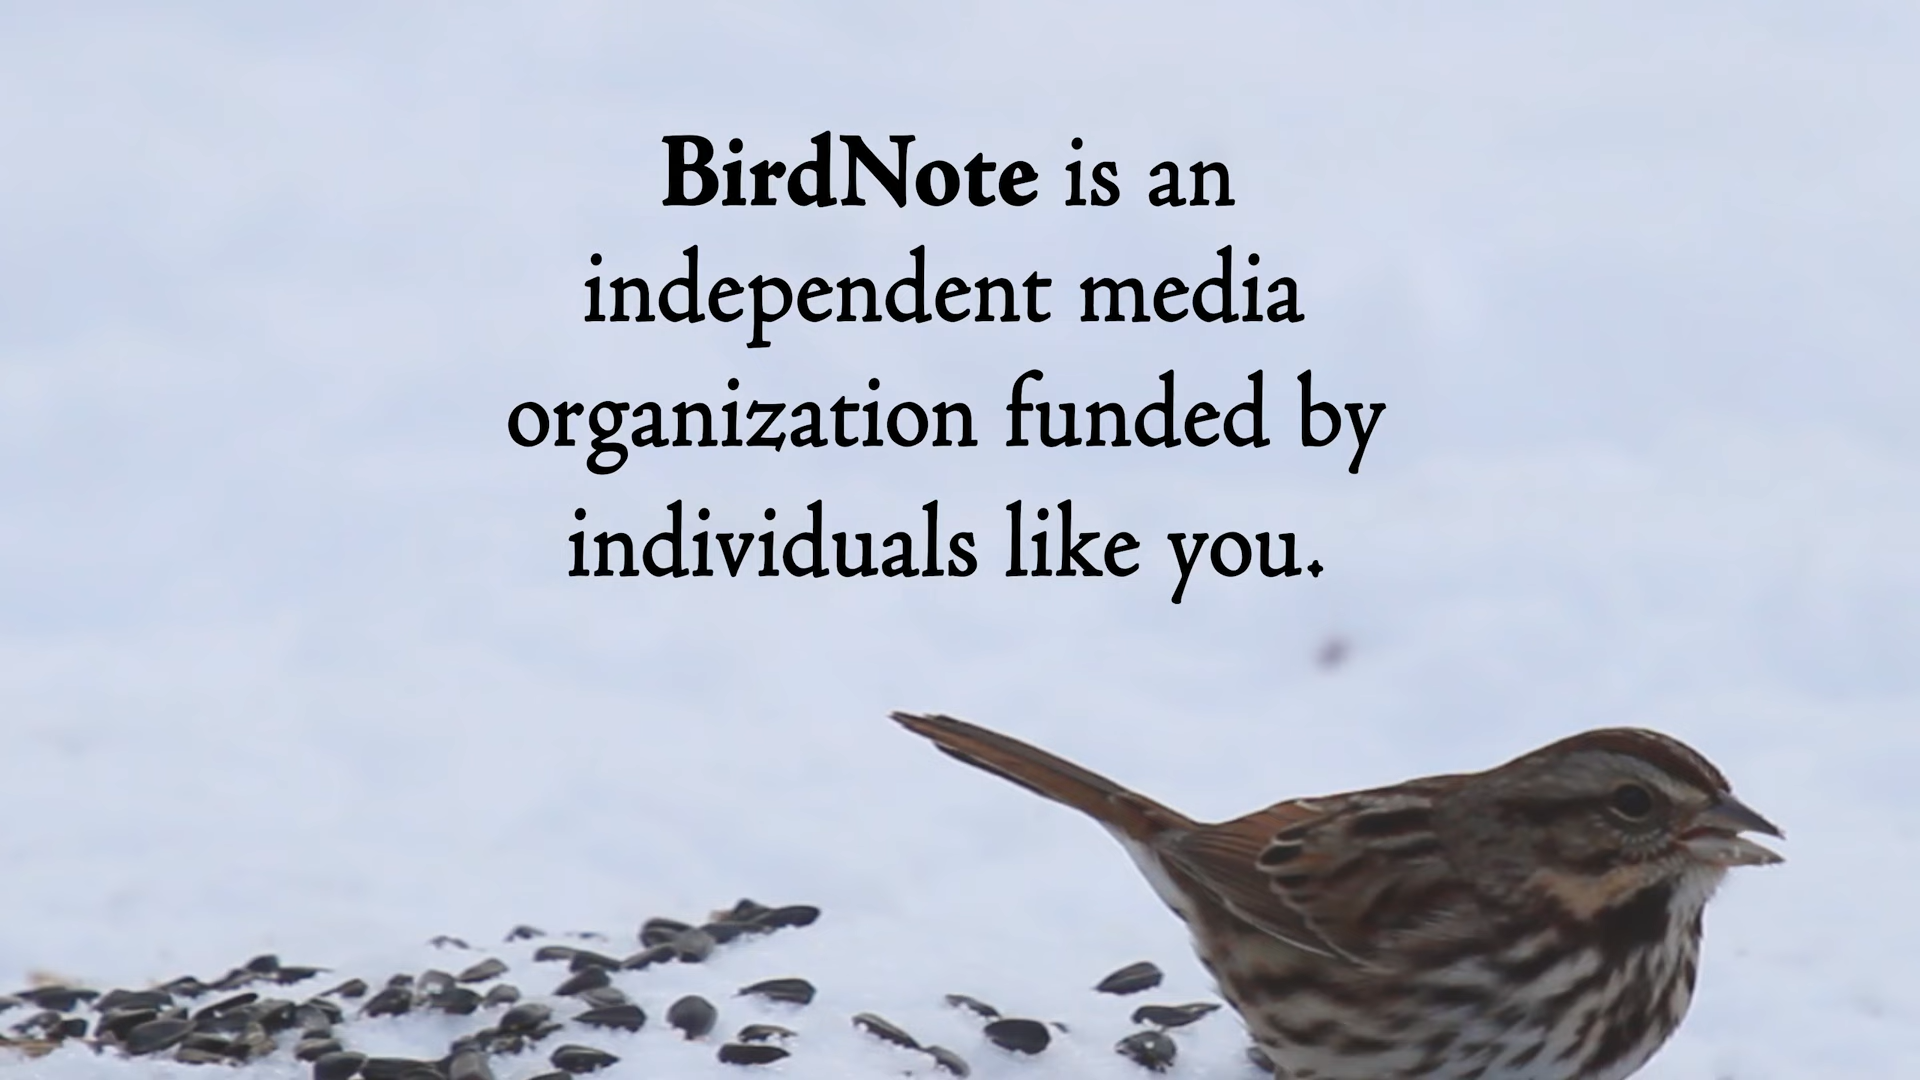 BirdNote is an
independent media
organization funded by
individuals like you.